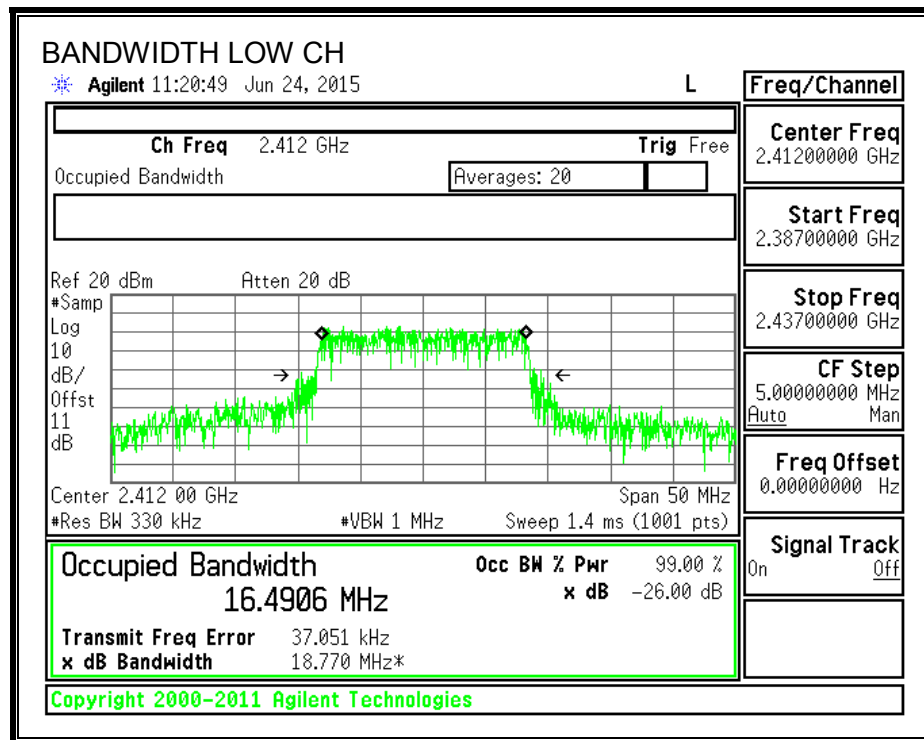 BANDWIDTH LOW CH
Agilent 11:20:49 Jun 24, 2015 L
Ch Freq 2.412 GHz Trig Free
Occupied Bandwidth Averages: 20
Ref 20 dBm Atten 20 dB
#Samp
Log
10
dB/
Offst
11
dB
Center 2.412 00 GHz Span 50 MHz
#Res BW 330 kHz #VBW 1 MHz Sweep 1.4 ms (1001 pts)
Occupied Bandwidth Occ BW % Pwr 99.00 %
16.4906 MHz x dB -26.00 dB
Transmit Freq Error 37.051 kHz
x dB Bandwidth 18.770 MHz*
Copyright 2000-2011 Agilent Technologies
Freq/Channel
Center Freq
2.41200000 GHz
Start Freq
2.38700000 GHz
Stop Freq
2.43700000 GHz
CF Step
5.00000000 MHz
Auto Man
Freq Offset
0.00000000 Hz
Signal Track
On Off